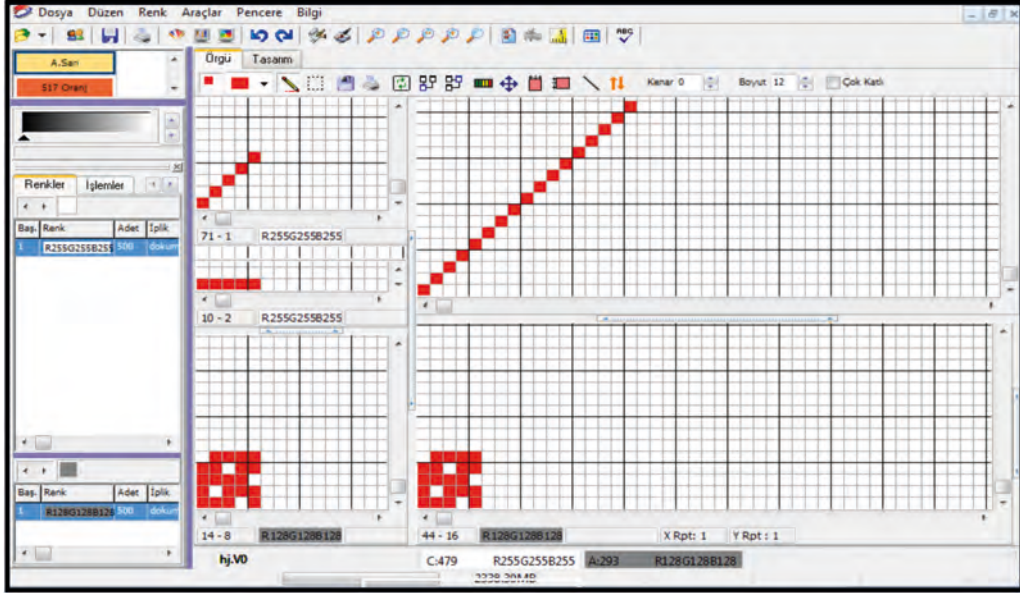 Dosya Düzen Renk Araçlar Pencere Bilgi
ABC
A.Sarı
517 Oranj
Örgü Tasarım
Kenar 0 Boyut 12 Çok Katlı
Renkler İşlemler
Baş. Renk Adet İplik
1 R255G255B255 500 dokum
71 - 1 R255G255B255
10 - 2 R255G255B255
Baş. Renk Adet İplik
1 R128G128B128 500 dokum
14 - 8 R128G128B128
44 - 16 R128G128B128 X Rpt: 1 Y Rpt : 1
hj.V0
C:479 R255G255B255 A:293 R128G128B128
2338.30MB